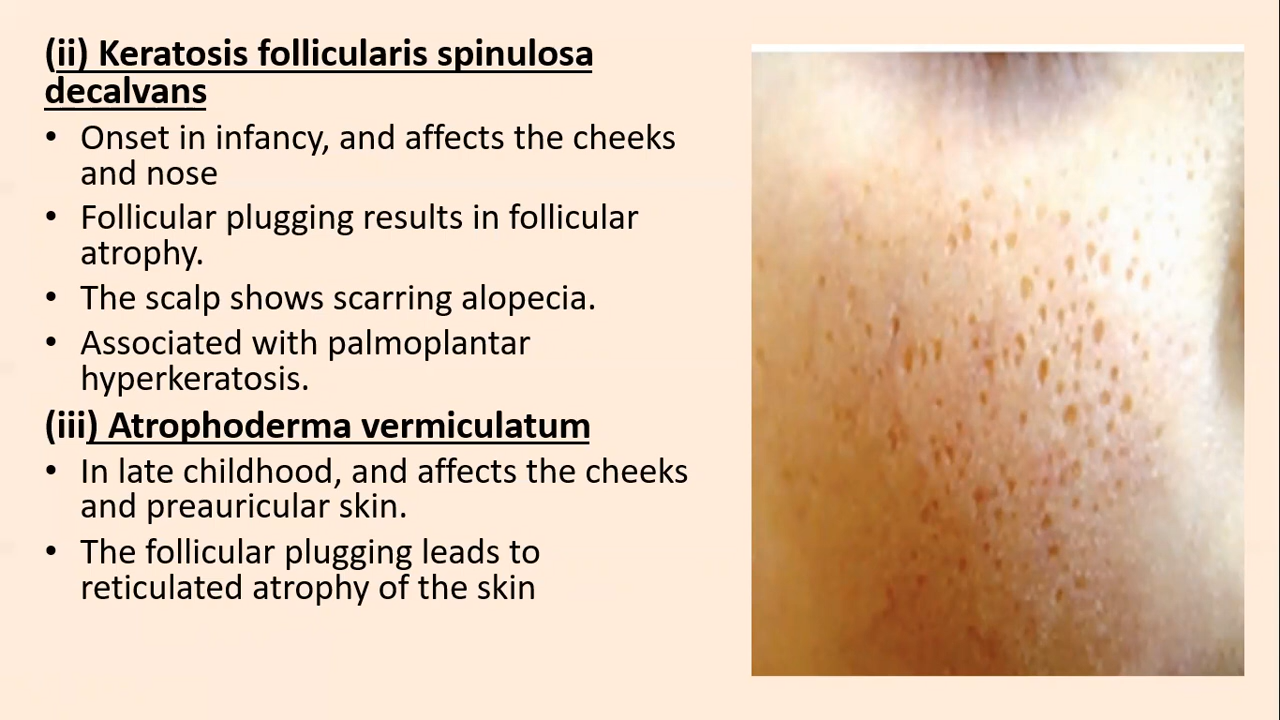 (ii) Keratosis follicularis spinulosa
decalvans
• Onset in infancy, and affects the cheeks
and nose
• Follicular plugging results in follicular
atrophy.
• The scalp shows scarring alopecia.
• Associated with palmoplantar
hyperkeratosis.
(iii) Atrophoderma vermiculatum
• In late childhood, and affects the cheeks
and preauricular skin.
• The follicular plugging leads to
reticulated atrophy of the skin